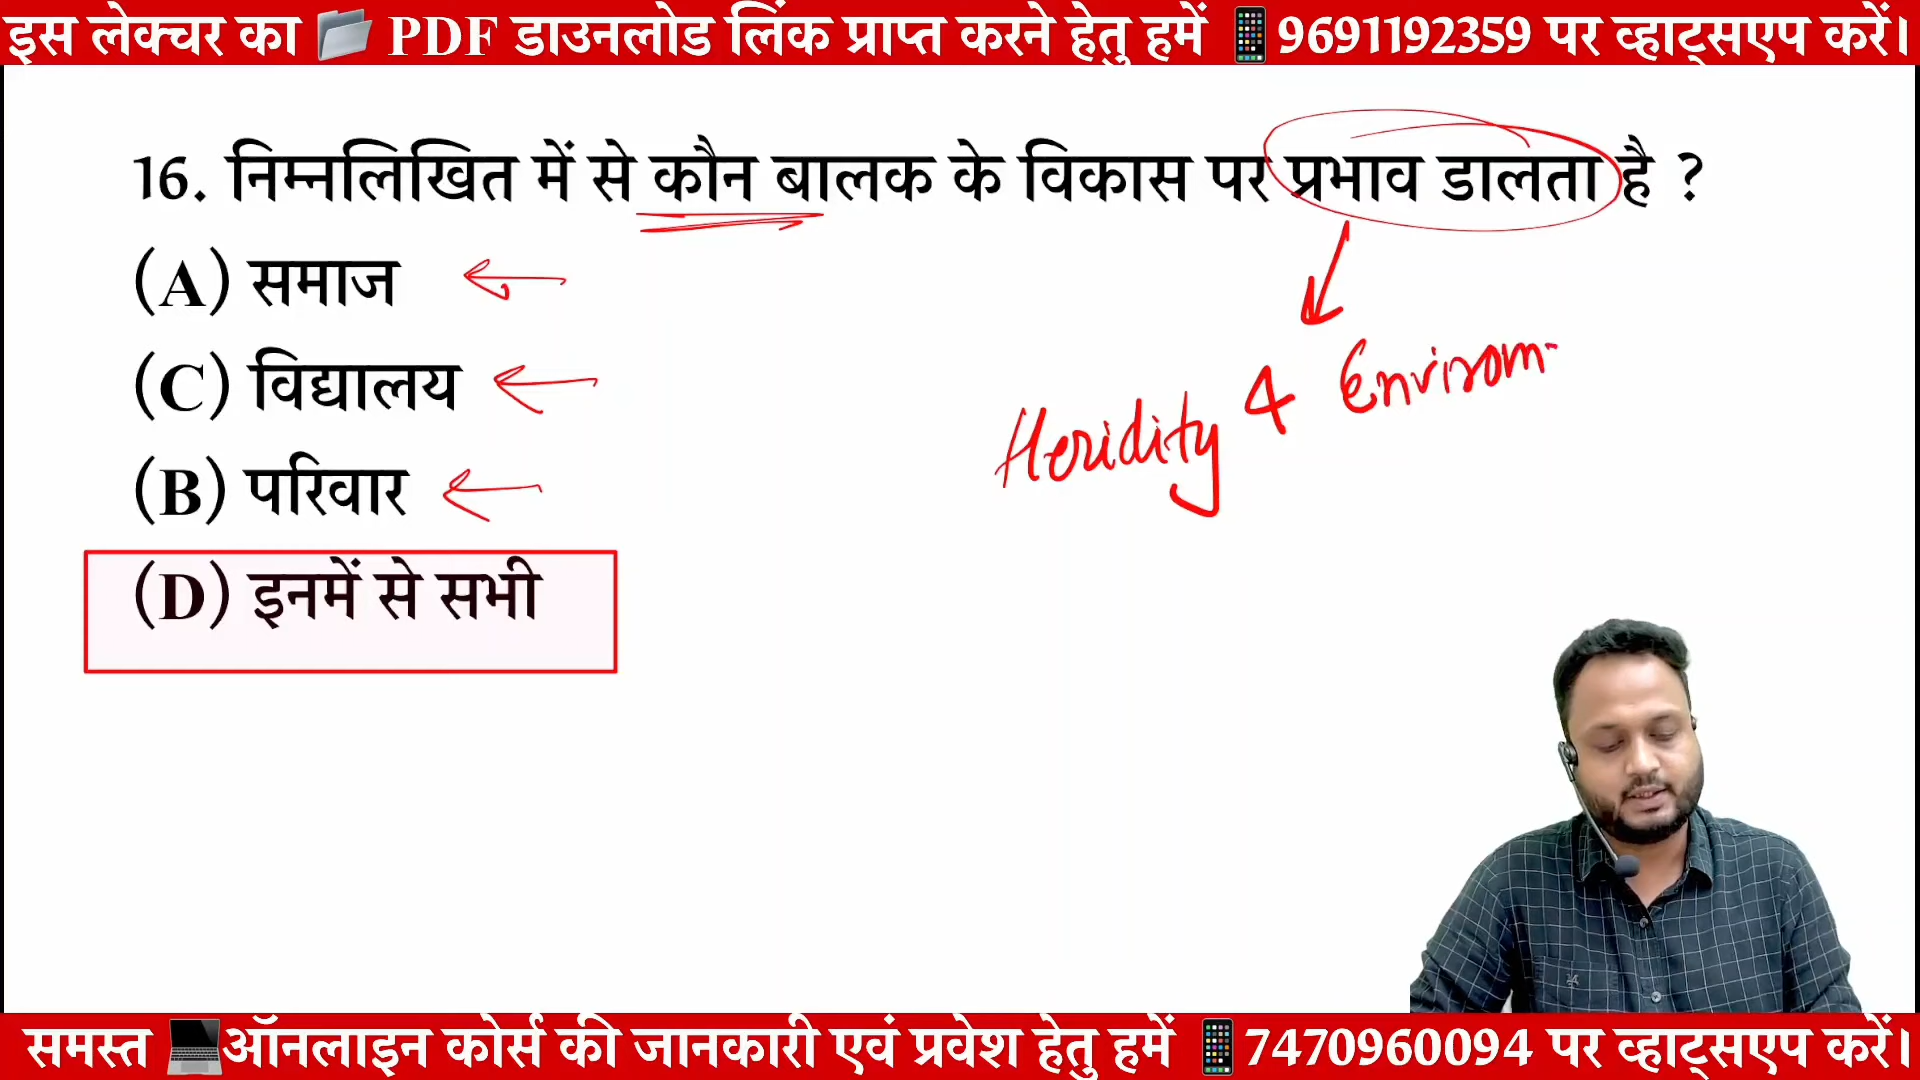 इस लेक्चर का PDF डाउनलोड लिंक प्राप्त करने हेतु हमें 9691192359 पर व्हाट्सएप करें।
16. निम्नलिखित में से कौन बालक के विकास पर प्रभाव डालता है ?
(A) समाज
(C) विद्यालय
(B) परिवार
(D) इनमें से सभी
Heridity & Environ
समस्त ऑनलाइन कोर्स की जानकारी एवं प्रवेश हेतु हमें 7470960094 पर व्हाट्सएप करें।